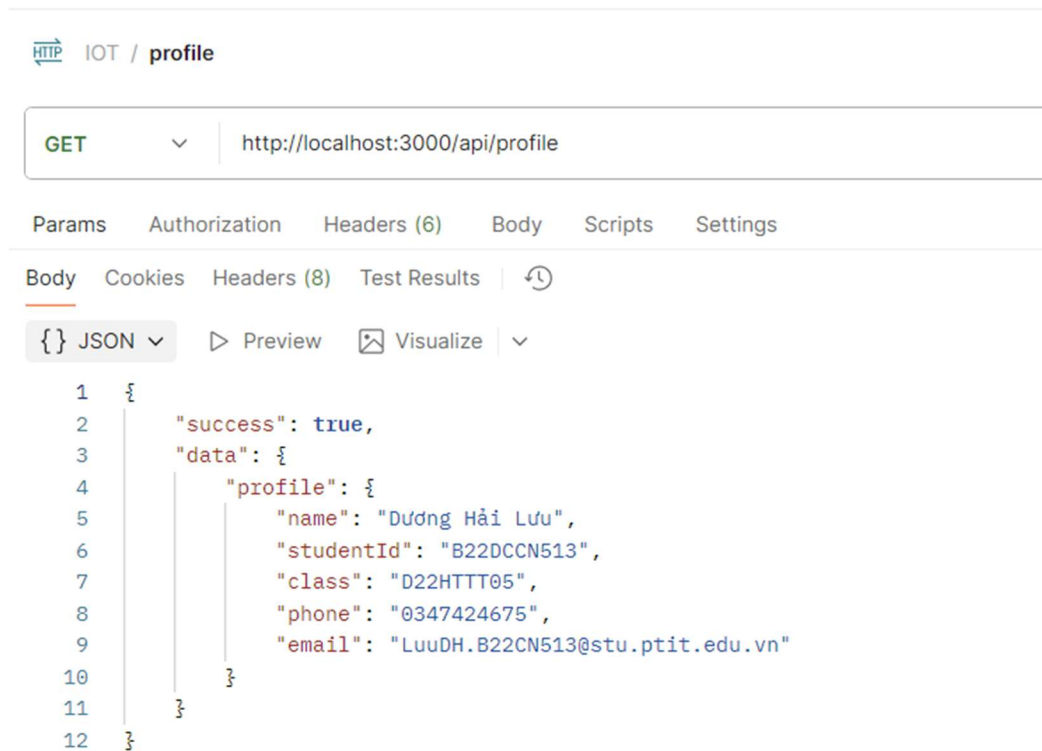 HTTP IOT / profile
GET http://localhost:3000/api/profile
Params Authorization Headers (6) Body Scripts Settings
Body Cookies Headers (8) Test Results
{} JSON Preview Visualize
1 {
2 "success": true,
3 "data": {
4 "profile": {
5 "name": "Dương Hải Lưu",
6 "studentId": "B22DCCN513",
7 "class": "D22HTTT05",
8 "phone": "0347424675",
9 "email": "LuuDH.B22CN513@stu.ptit.edu.vn"
10 }
11 }
12 }